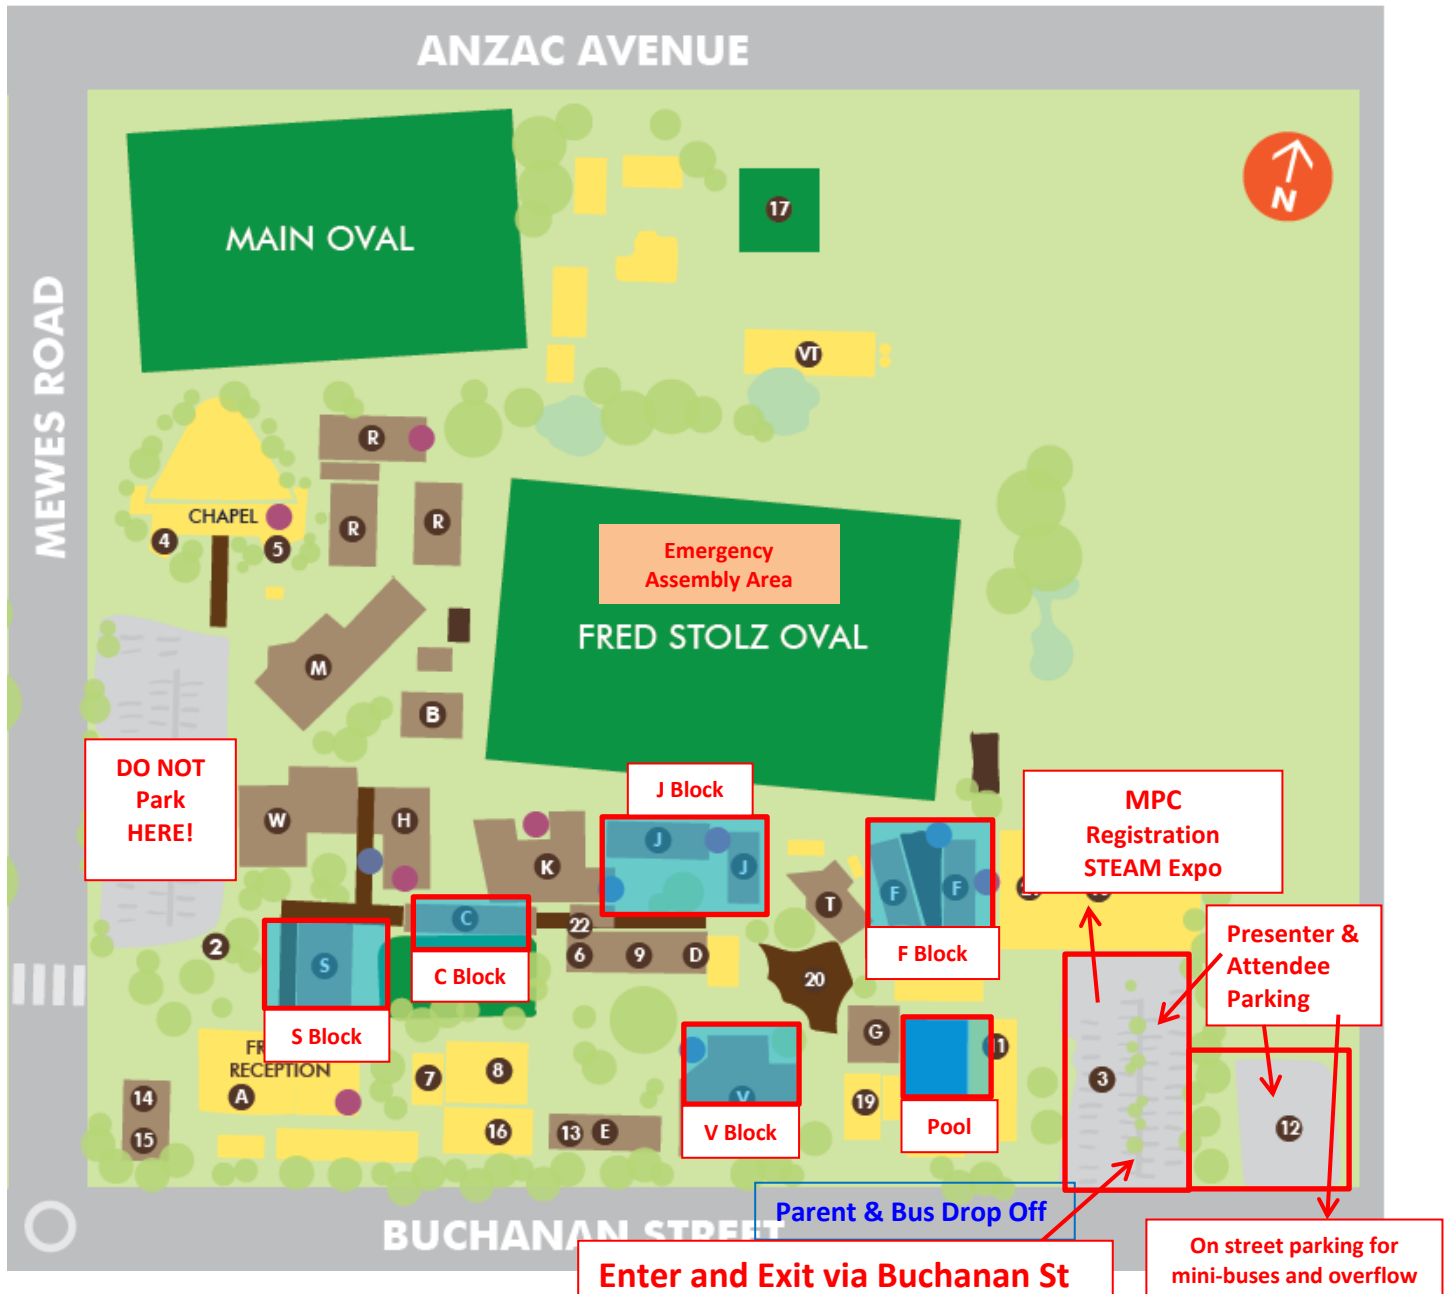 ANZAC AVENUE
MEWES ROAD
MAIN OVAL
17
N
VT
R
CHAPEL
4
5
R
R
Emergency
Assembly Area
FRED STOLZ OVAL
M
B
DO NOT
Park
HERE!
W
H
K
J Block
J
J
T
F
F
F Block
MPC
Registration
STEAM Expo
2
S
S Block
C
C Block
22
6
9
D
20
Presenter &
Attendee
Parking
RECEPTION
A
14
15
7
8
16
13
E
V
V Block
G
19
Pool
3
12
Parent & Bus Drop Off
BUCHANAN STREET
Enter and Exit via Buchanan St
On street parking for
mini-buses and overflow